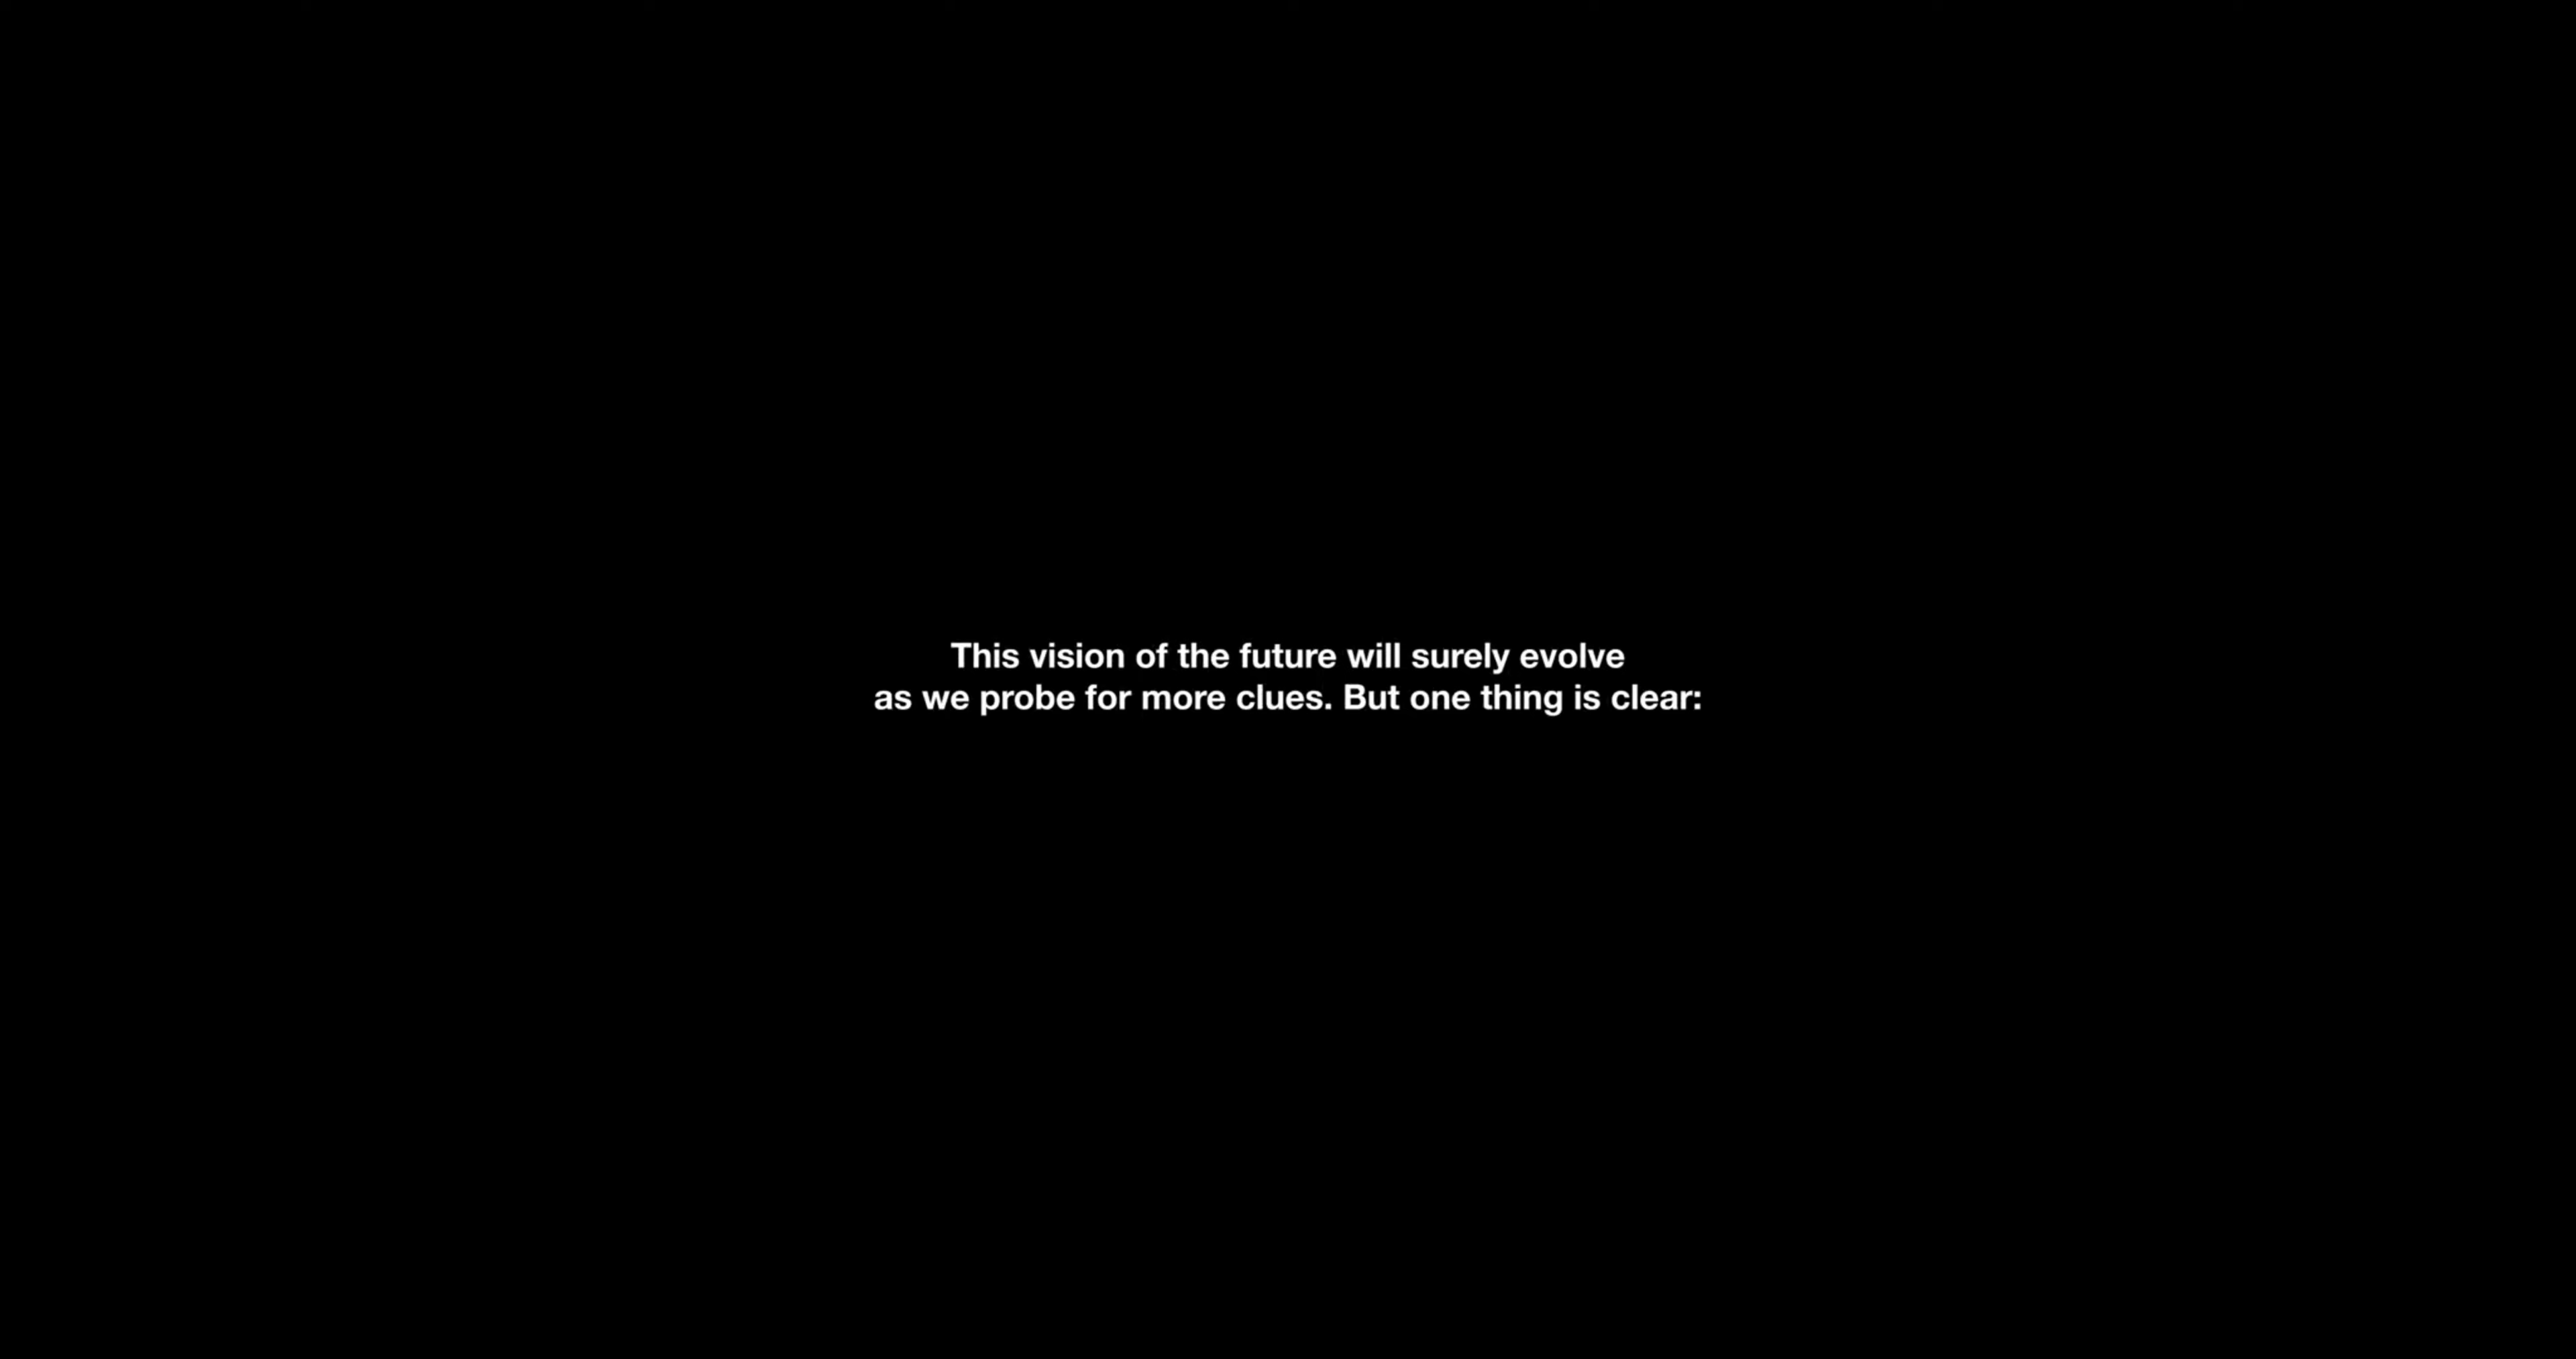 This vision of the future will surely evolve
as we probe for more clues. But one thing is clear: